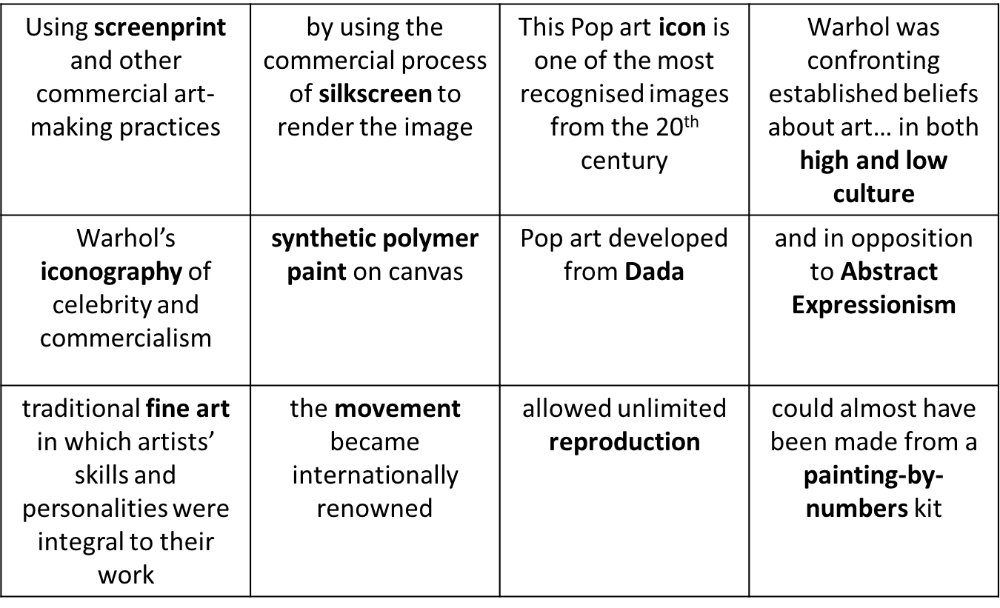 Using screenprint
and other
commercial art-
making practices
by using the
commercial process
of silkscreen to
render the image
This Pop art icon is
one of the most
recognised images
from the 20th
century
Warhol was
confronting
established beliefs
about art… in both
high and low
culture
Warhol’s
iconography of
celebrity and
commercialism
synthetic polymer
paint on canvas
Pop art developed
from Dada
and in opposition
to Abstract
Expressionism
traditional fine art
in which artists’
skills and
personalities were
integral to their
work
the movement
became
internationally
renowned
allowed unlimited
reproduction
could almost have
been made from a
painting-by-
numbers kit